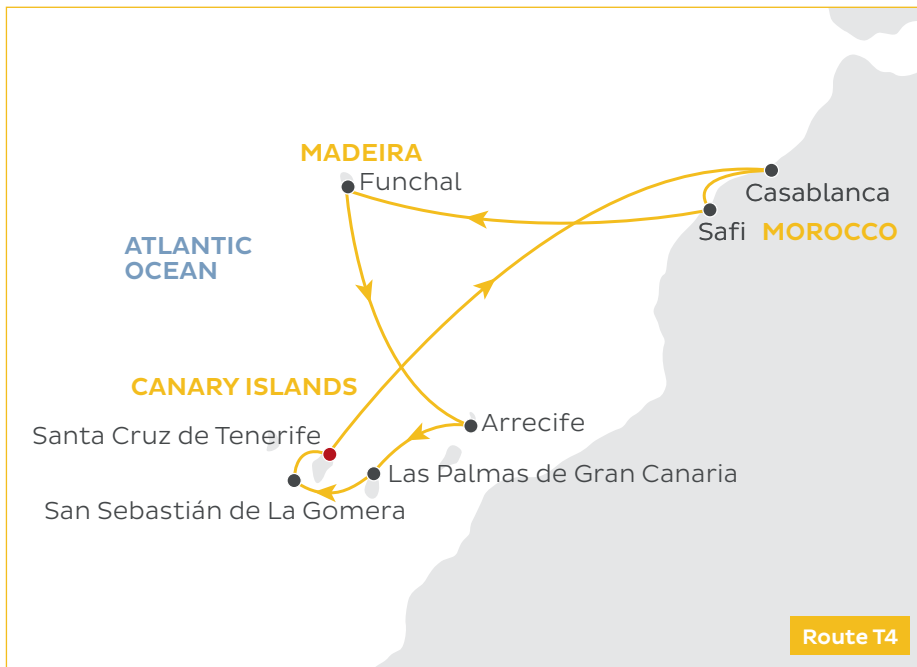 MADEIRA
Funchal
Casablanca
Safi MOROCCO
ATLANTIC
OCEAN
CANARY ISLANDS
Santa Cruz de Tenerife
Arrecife
Las Palmas de Gran Canaria
San Sebastián de La Gomera
Route T4